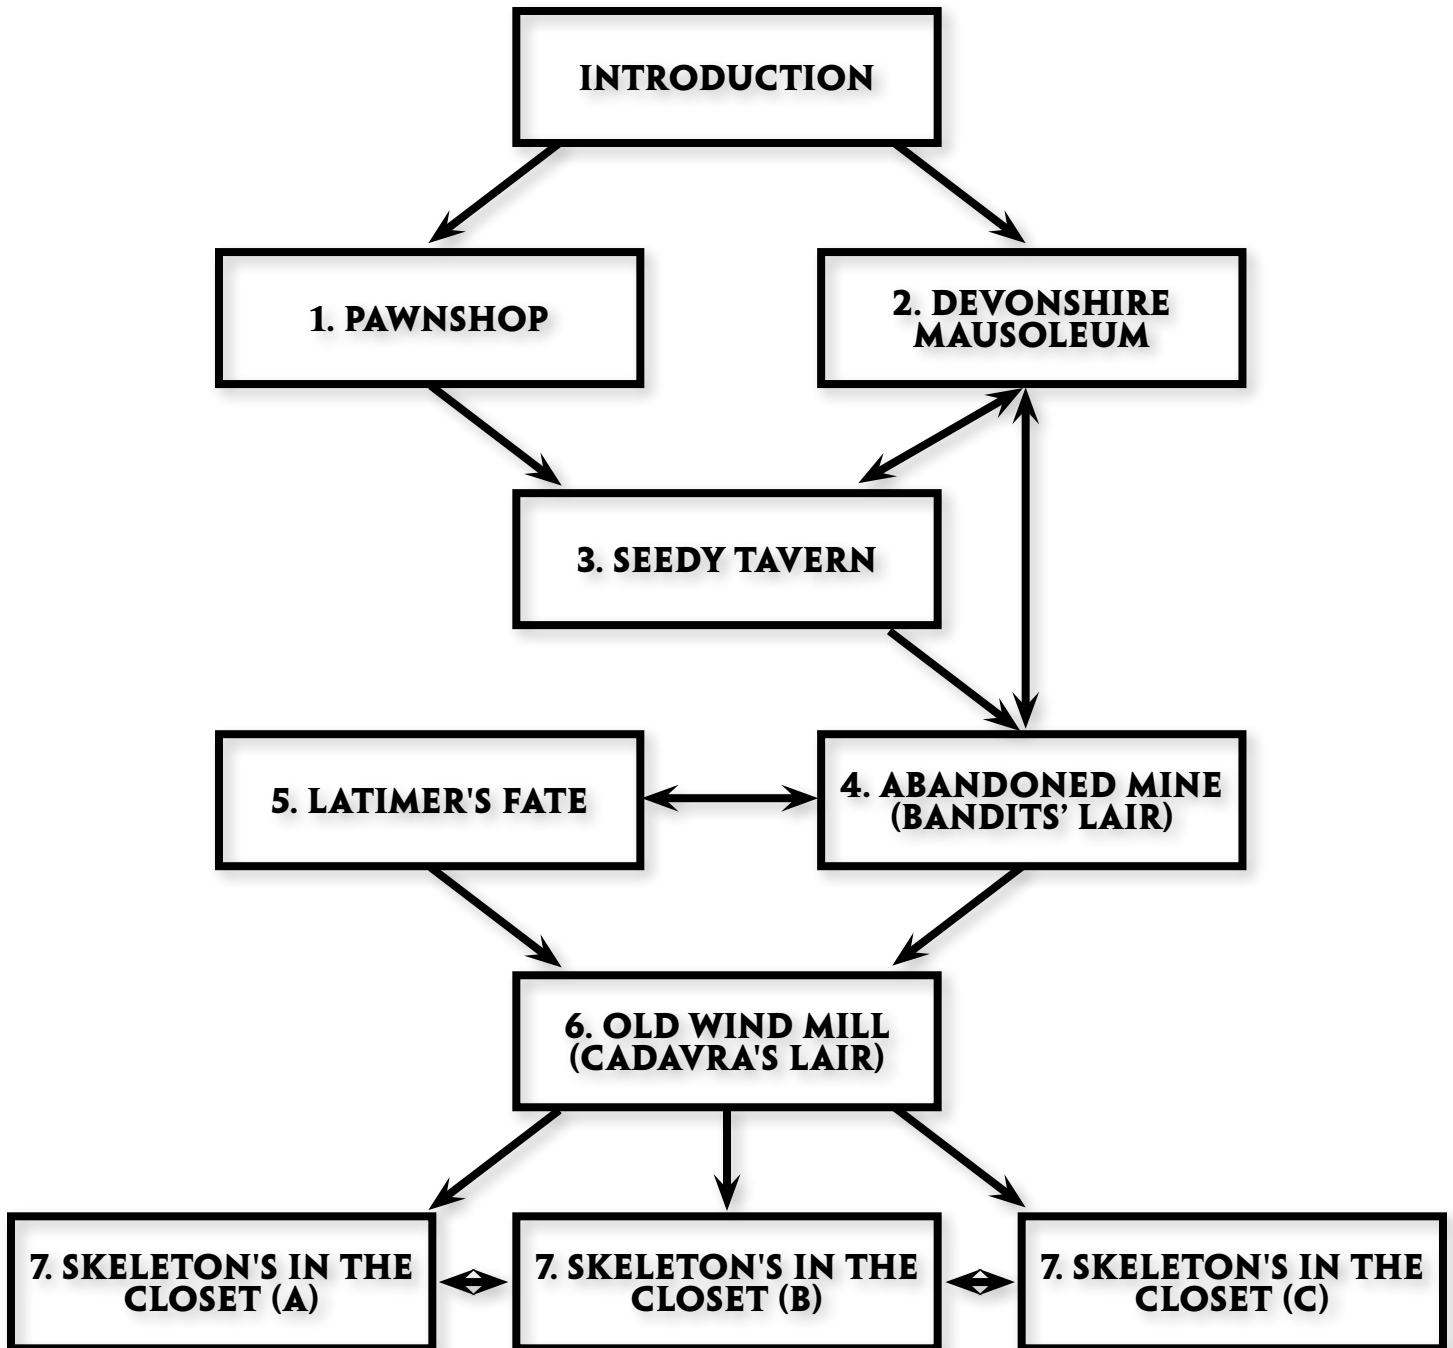 INTRODUCTION
1. PAWNSHOP
2. DEVONSHIRE
MAUSOLEUM
3. SEEDY TAVERN
5. LATIMER'S FATE
4. ABANDONED MINE
(BANDITS’ LAIR)
6. OLD WIND MILL
(CADAVRA'S LAIR)
7. SKELETON'S IN THE
CLOSET (A)
7. SKELETON'S IN THE
CLOSET (B)
7. SKELETON'S IN THE
CLOSET (C)